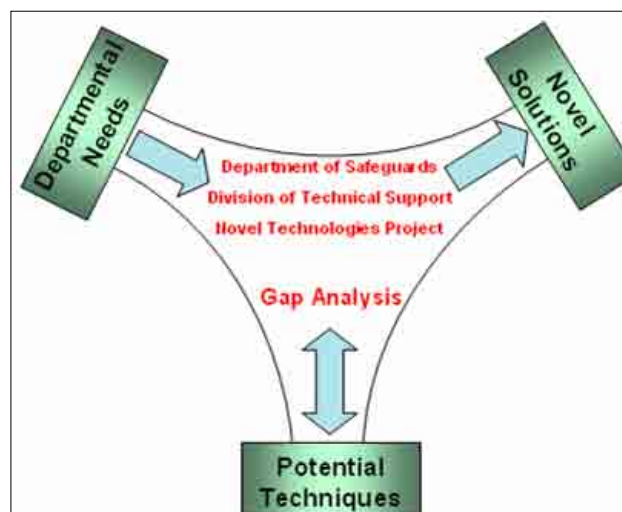 Departmental
Needs
Novel
Solutions
Department of Safeguards
Division of Technical Support
Novel Technologies Project
Gap Analysis
Potential
Techniques